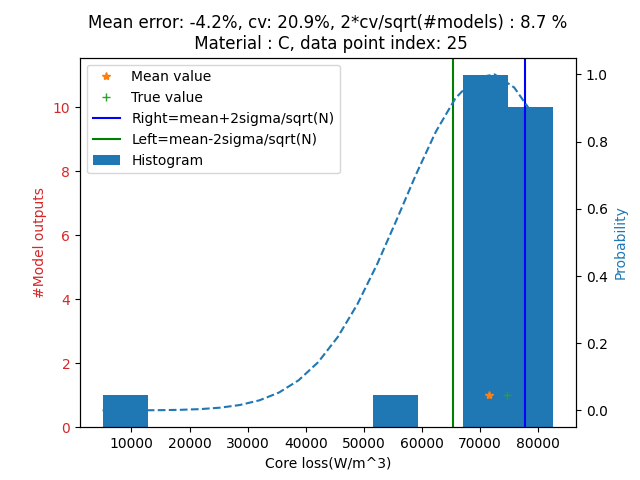 Mean error: -4.2%, cv: 20.9%, 2*cv/sqrt(#models) : 8.7 %
Material : C, data point index: 25
Mean value
True value
Right=mean+2sigma/sqrt(N)
Left=mean-2sigma/sqrt(N)
Histogram
#Model outputs
10
8
6
4
2
0
1.0
0.8
0.6
0.4
0.2
0.0
Probability
10000 20000 30000 40000 50000 60000 70000 80000
Core loss(W/m^3)